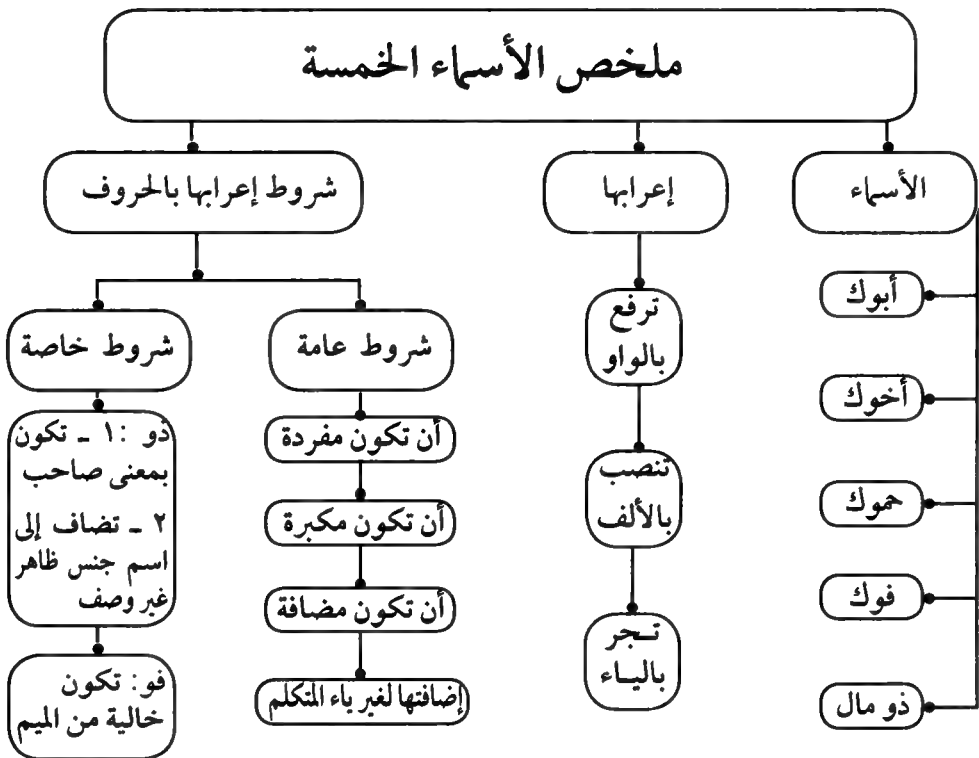 ملخص الأسماء الخمسة
الأسماء
أبوك
أخوك
حموك
فوك
ذو مال
إعرابها
ترفع
بالواو
تنصب
بالألف
تـجر
بالياء
شروط إعرابها بالحروف
شروط عامة
أن تكون مفردة
أن تكون مكبرة
أن تكون مضافة
إضافتها لغير ياء المتكلم
شروط خاصة
ذو : ١ - تكون
بمعنى صاحب
٢ - تضاف إلى
اسم جنس ظاهر
غير وصف
فو: تكون
خالية من الميم